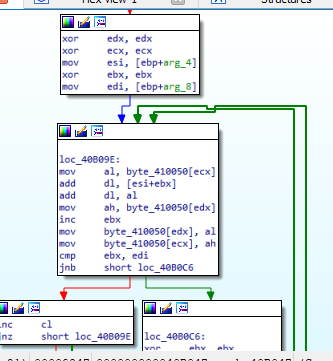 Hex View-1
Structures
xor edx, edx
xor ecx, ecx
mov esi, [ebp+arg_4]
xor ebx, ebx
mov edi, [ebp+arg_8]
loc_40B09E:
mov al, byte_410050[ecx]
add dl, [esi+ebx]
add dl, al
mov ah, byte_410050[edx]
inc ebx
mov byte_410050[edx], al
mov byte_410050[ecx], ah
cmp ebx, edi
jnb short loc_40B0C6
inc cl
jnz short loc_40B09E
loc_40B0C6:
xor ebx, ebx